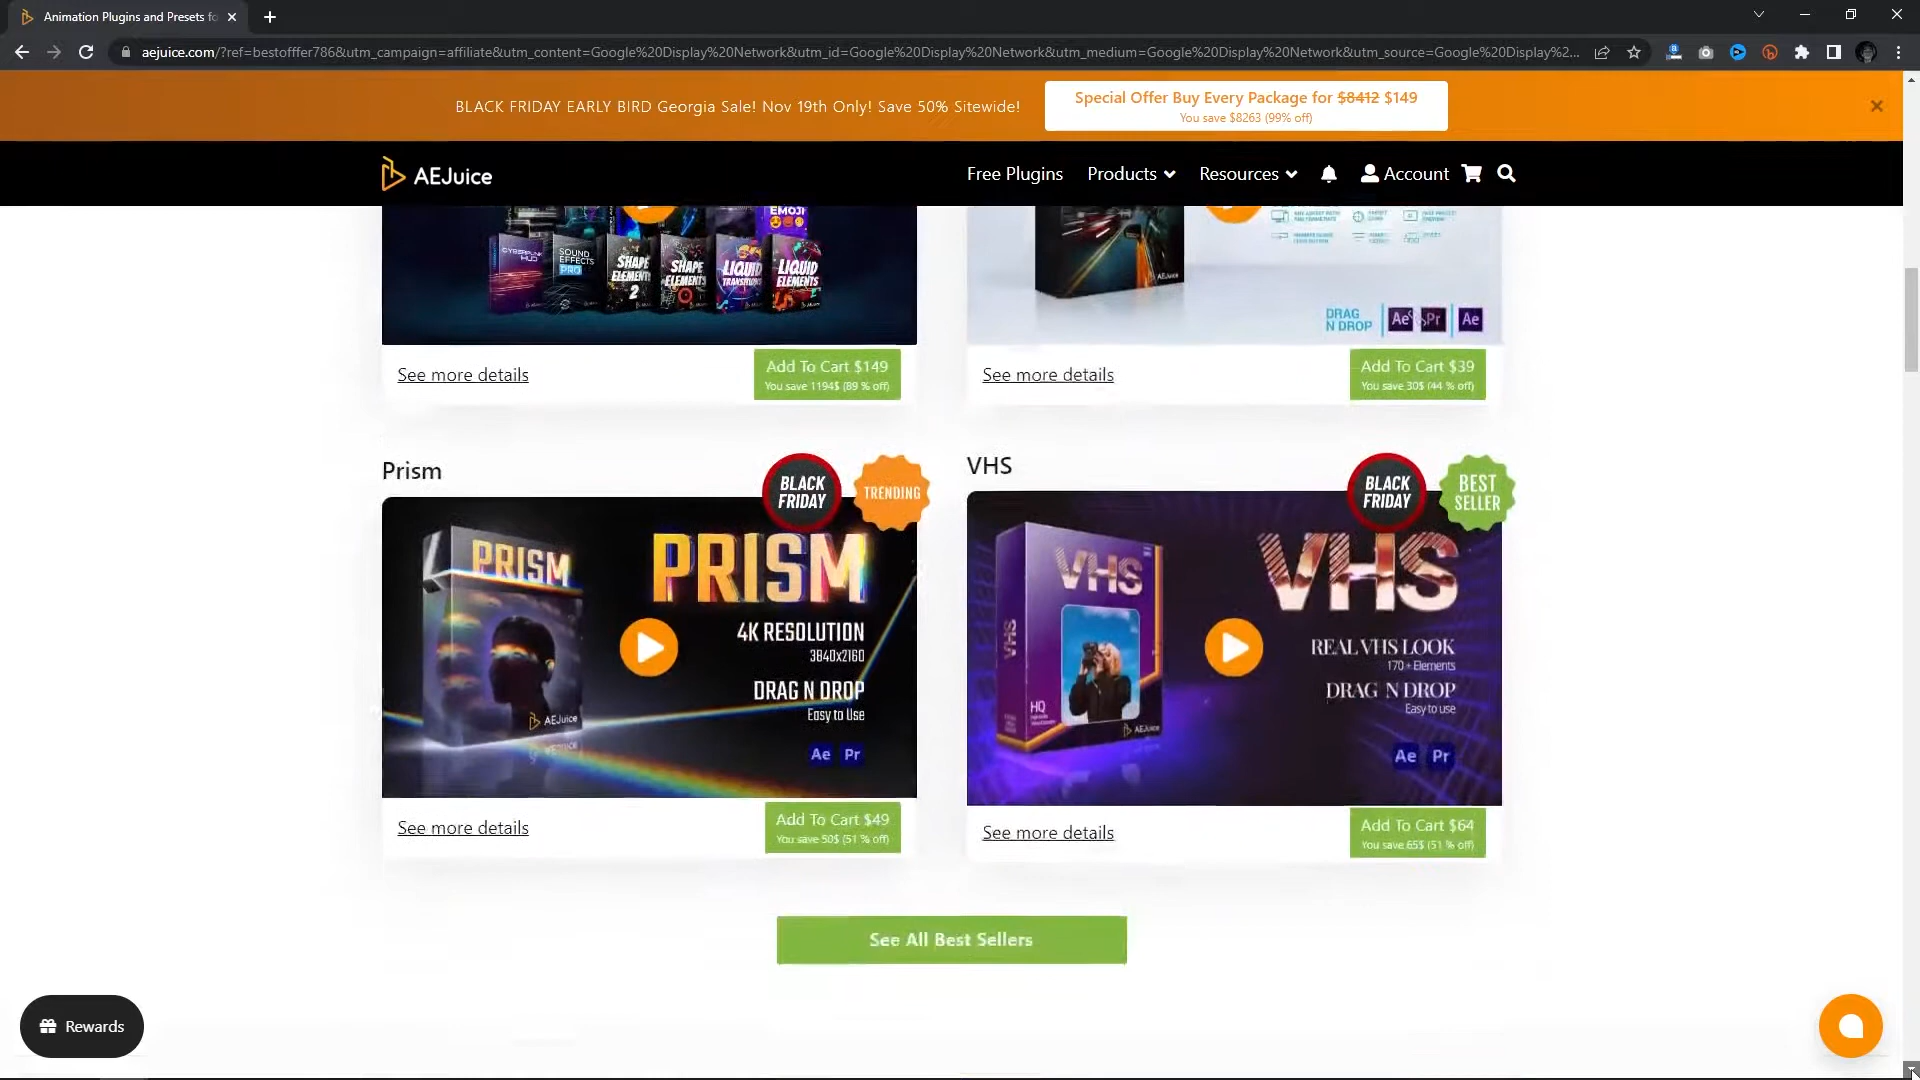 Animation Plugins and Presets fo
aejuice.com/?ref=bestofffer786&utm_campaign=affiliate&utm_content=Google%20Display%20Network&utm_id=Google%20Display%20Network&utm_medium=Google%20Display%20Network&utm_source=Google%20Display%2...
BLACK FRIDAY EARLY BIRD Georgia Sale! Nov 19th Only! Save 50% Sitewide!
Special Offer Buy Every Package for $8412 $149
You save $8263 (99% off)
AEJuice
Free Plugins
Products
Resources
Account
EMOJI
CYBERPUNK HUD
SOUND EFFECTS PRO
SHAPE ELEMENTS 2
SHAPE ELEMENTS
LIQUID TRANSITIONS
LIQUID ELEMENTS
AEJuice
DRAG N DROP
Ae
Pr
Ae
See more details
Add To Cart $149
You save 1194$ (89 % off)
See more details
Add To Cart $39
You save 30$ (44 % off)
Prism
BLACK FRIDAY
TRENDING
PRISM
PRISM
4K RESOLUTION
3840x2160
DRAG N DROP
Easy to Use
AEJuice
Ae Pr
See more details
Add To Cart $49
You save 50$ (51 % off)
VHS
BLACK FRIDAY
BEST SELLER
VHS
VHS
VHS
REAL VHS LOOK
170+ Elements
DRAG N DROP
Easy to use
HQ
AEJuice
Ae Pr
See more details
Add To Cart $64
You save 65$ (51 % off)
See All Best Sellers
Rewards